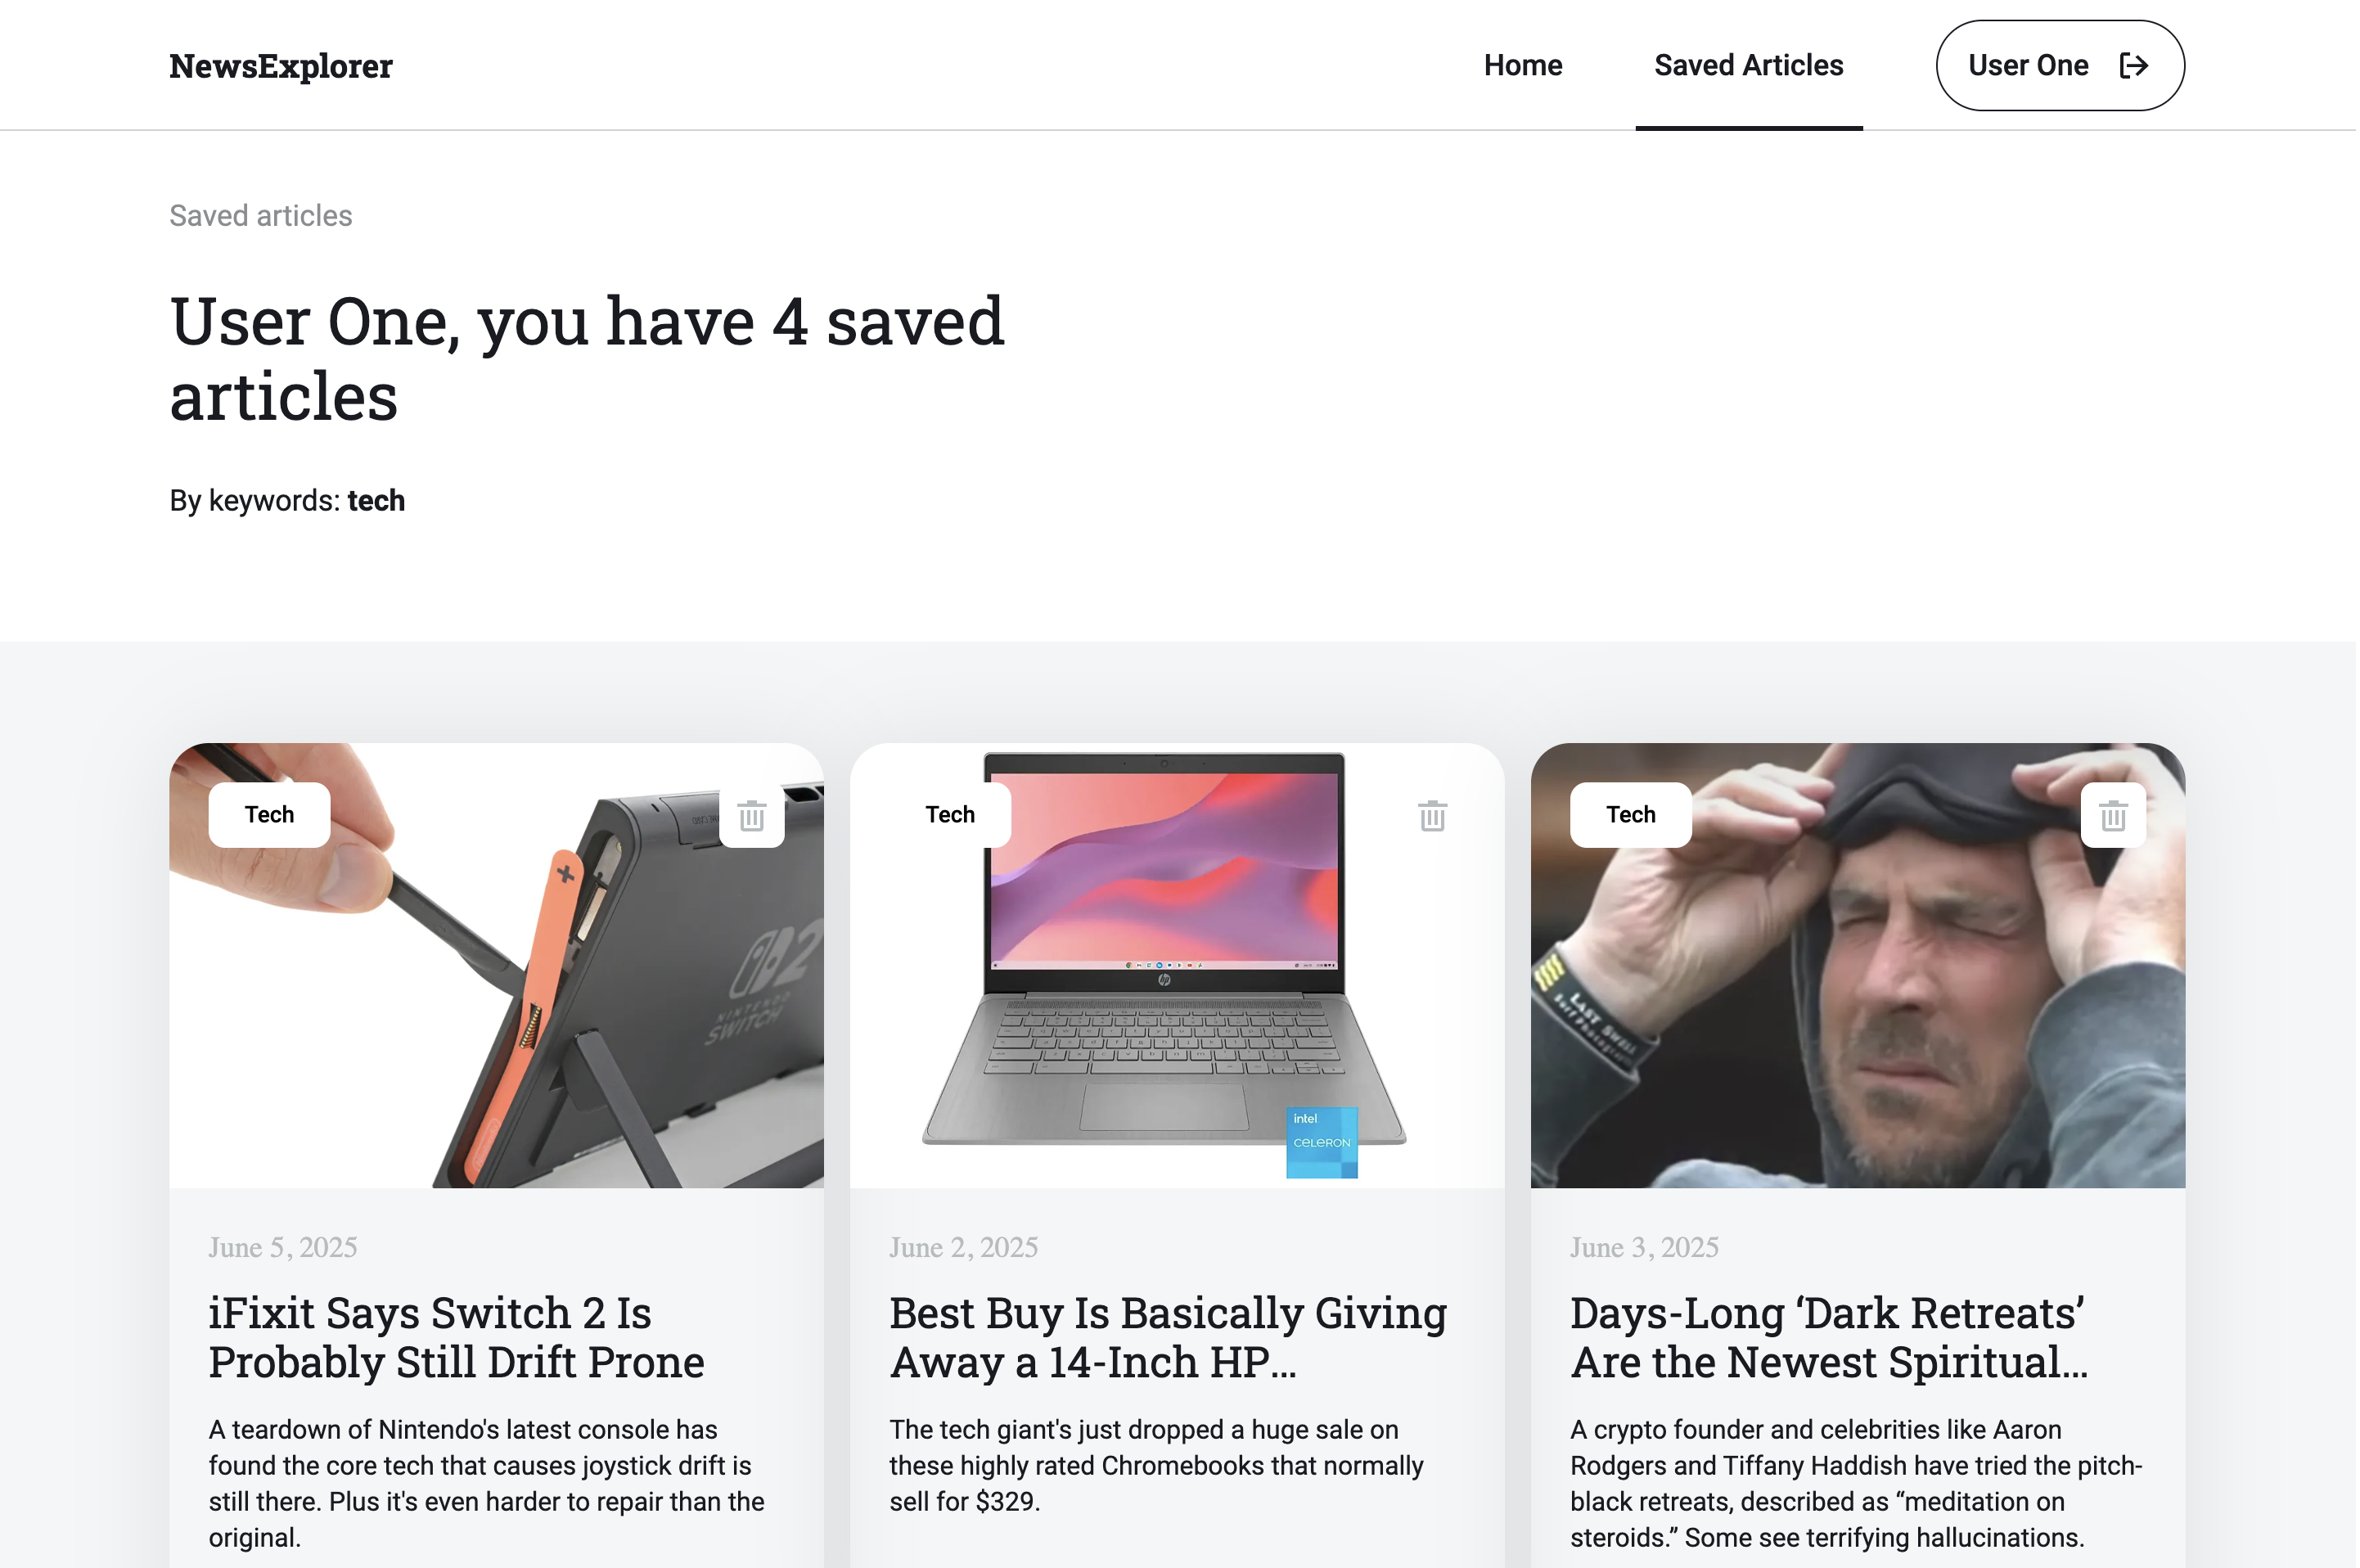 NewsExplorer
Home
Saved Articles
User One
Saved articles
User One, you have 4 saved
articles
By keywords: tech
Tech
NINTENDO
SWITCH
2
June 5, 2025
iFixit Says Switch 2 Is
Probably Still Drift Prone
A teardown of Nintendo's latest console has
found the core tech that causes joystick drift is
still there. Plus it's even harder to repair than the
original.
Tech
hp
intel
CELERON
June 2, 2025
Best Buy Is Basically Giving
Away a 14-Inch HP...
The tech giant's just dropped a huge sale on
these highly rated Chromebooks that normally
sell for $329.
Tech
LAST SWELL
June 3, 2025
Days-Long ‘Dark Retreats’
Are the Newest Spiritual...
A crypto founder and celebrities like Aaron
Rodgers and Tiffany Haddish have tried the pitch-
black retreats, described as “meditation on
steroids.” Some see terrifying hallucinations.